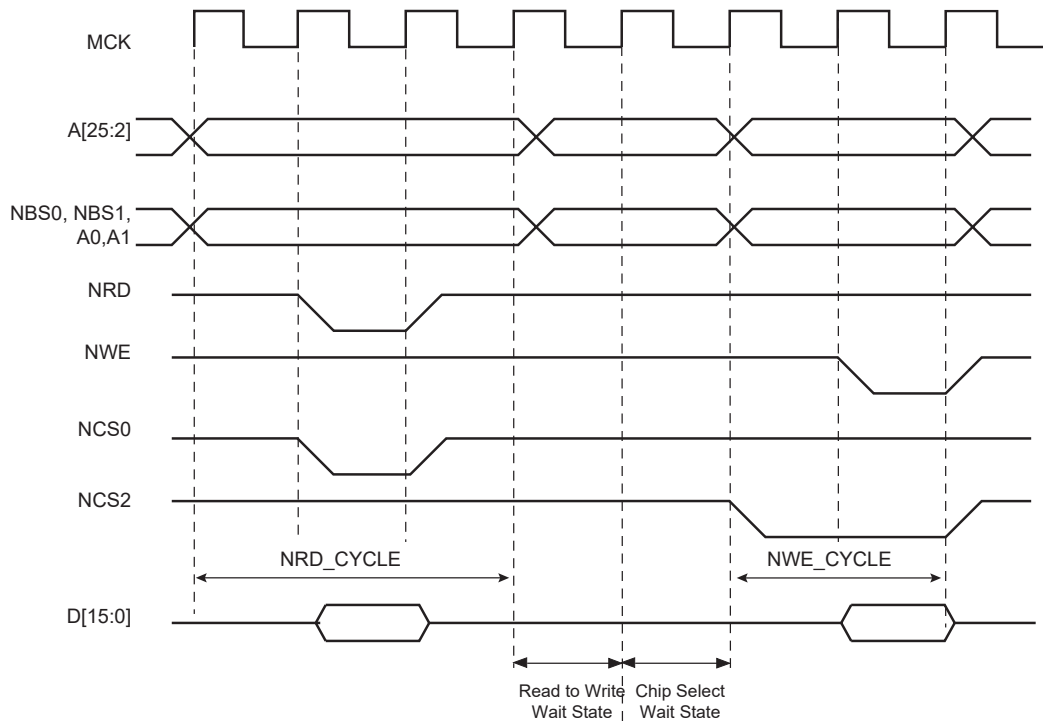 MCK
A[25:2]
NBS0, NBS1,
A0,A1
NRD
NWE
NCS0
NCS2
NRD_CYCLE
NWE_CYCLE
D[15:0]
Read to Write
Wait State
Chip Select
Wait State